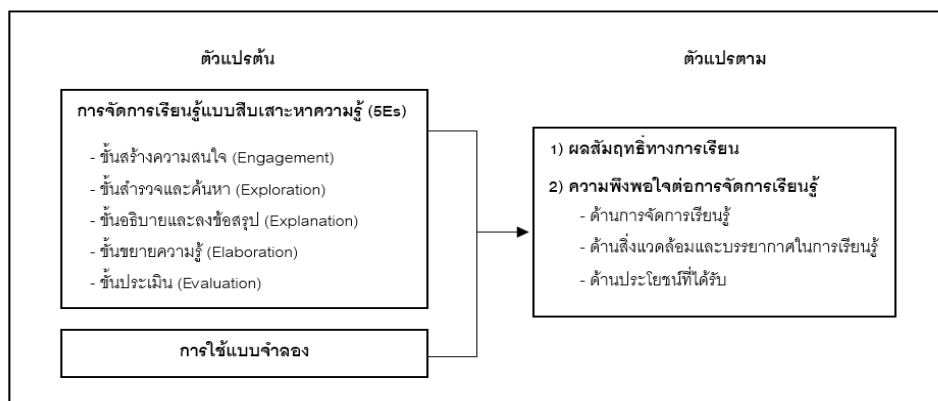 ตัวแปรต้น
การจัดการเรียนรู้แบบสืบเสาะหาความรู้ (5Es)
- ขั้นสร้างความสนใจ (Engagement)
- ขั้นสำรวจและค้นหา (Exploration)
- ขั้นอธิบายและลงข้อสรุป (Explanation)
- ขั้นขยายความรู้ (Elaboration)
- ขั้นประเมิน (Evaluation)
การใช้แบบจำลอง
ตัวแปรตาม
1) ผลสัมฤทธิ์ทางการเรียน
2) ความพึงพอใจต่อการจัดการเรียนรู้
- ด้านการจัดการเรียนรู้
- ด้านสิ่งแวดล้อมและบรรยากาศในการเรียนรู้
- ด้านประโยชน์ที่ได้รับ